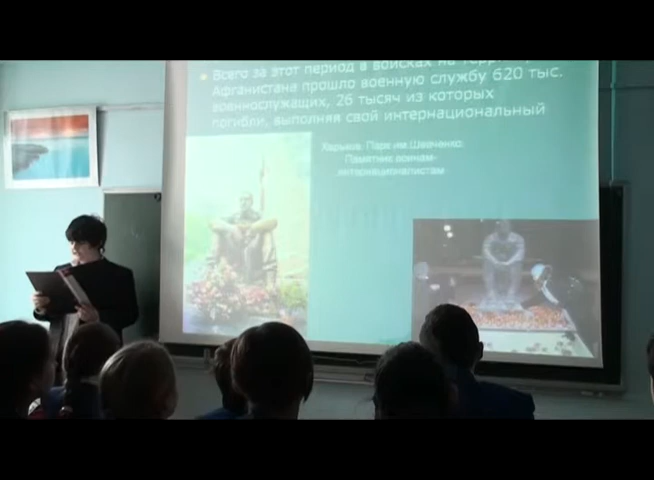 Всего за этот период в войсках на
Афганистана прошло военную службу 620 тыс.
военнослужащих, 26 тысяч из которых
погибли, выполняя свой интернациональный
Харьков. Парк им. Шевченко.
Памятник воинам-
интернационалистам